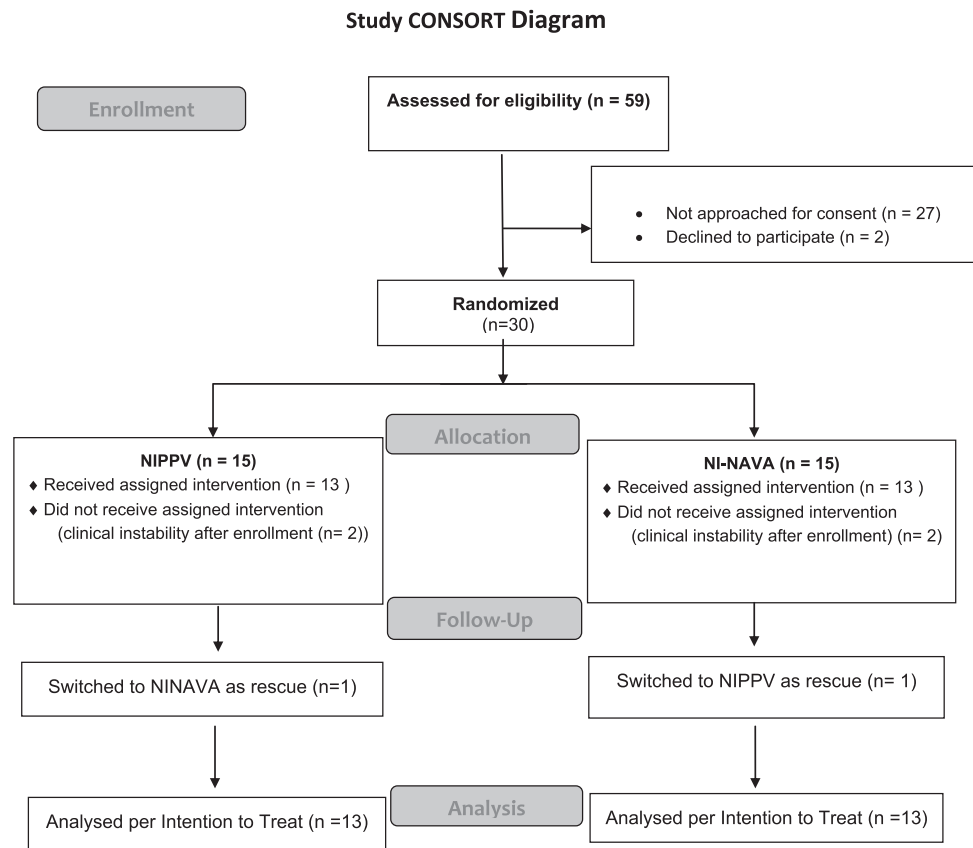 Study CONSORT Diagram
Enrollment
Assessed for eligibility (n = 59)
• Not approached for consent (n = 27)
• Declined to participate (n = 2)
Randomized
(n=30)
Allocation
NIPPV (n = 15)
♦ Received assigned intervention (n = 13 )
♦ Did not receive assigned intervention
(clinical instability after enrollment (n= 2))
NI-NAVA (n = 15)
♦ Received assigned intervention (n = 13 )
♦ Did not receive assigned intervention
(clinical instability after enrollment) (n= 2)
Follow-Up
Switched to NINAVA as rescue (n=1)
Switched to NIPPV as rescue (n= 1)
Analysis
Analysed per Intention to Treat (n =13)
Analysed per Intention to Treat (n =13)